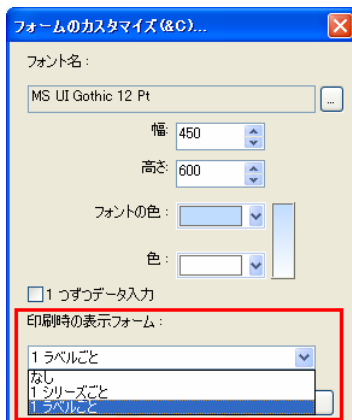 フォームのカスタマイズ(&C)...
フォント名:
MS UI Gothic 12 Pt
...
幅: 450
高さ: 600
フォントの色:
色:
1 つずつデータ入力
印刷時の表示フォーム:
1 ラベルごと
なし
1 シリーズごと
1 ラベルごと